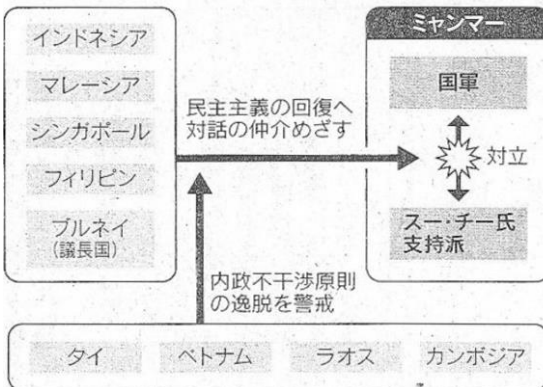 インドネシア
マレーシア
シンガポール
フィリピン
ブルネイ
(議長国)
民主主義の回復へ
対話の仲介めざす
ミャンマー
国軍
対立
スー・チー氏
支持派
内政不干渉原則
の逸脱を警戒
タイ
ベトナム
ラオス
カンボジア